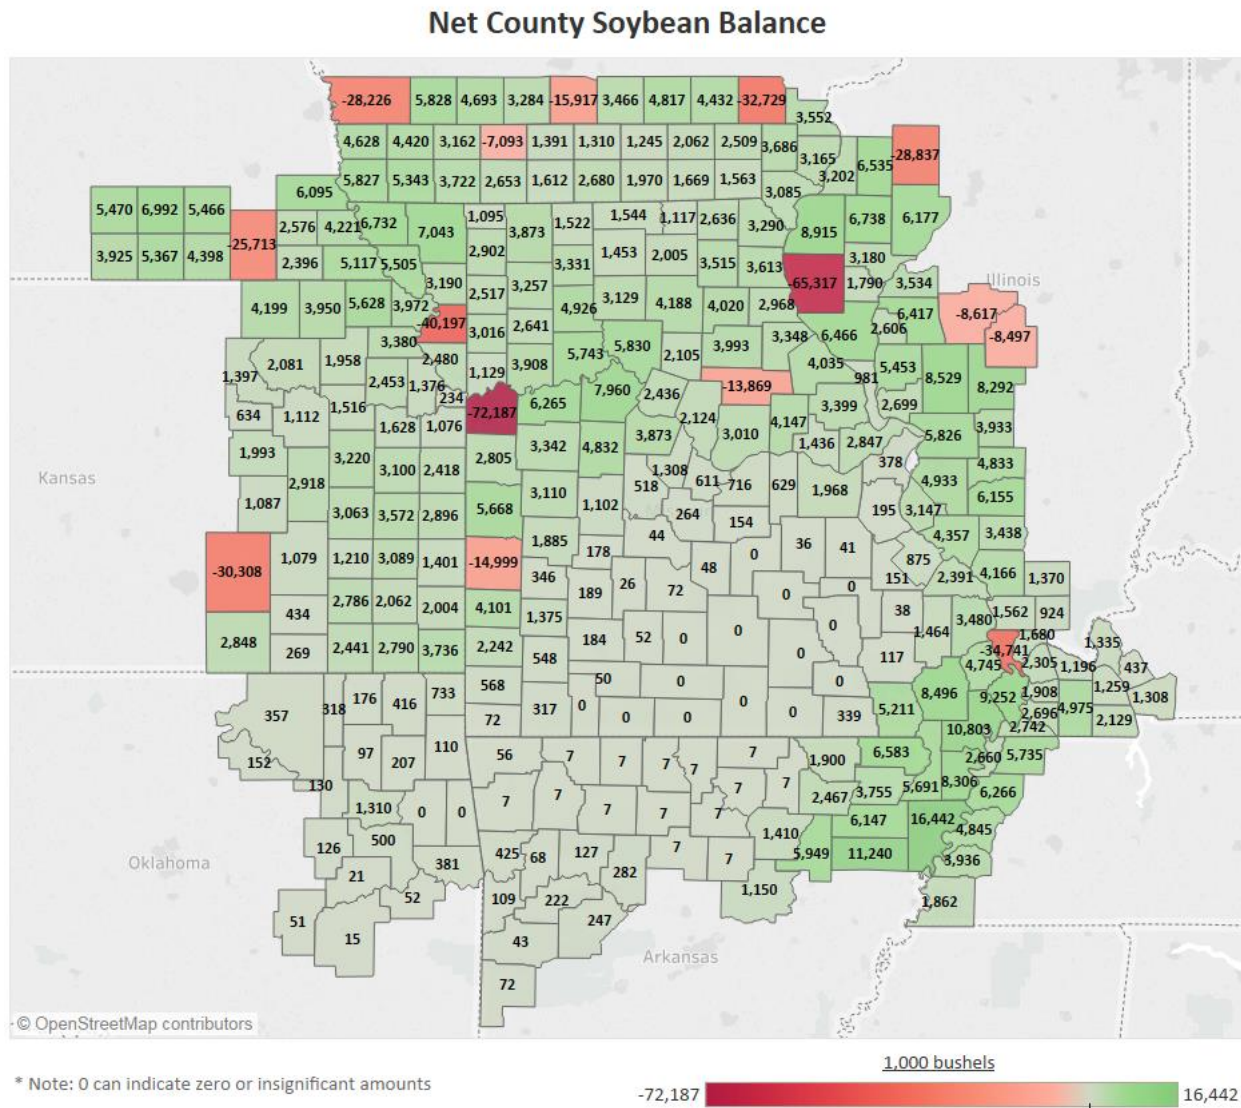 Net County Soybean Balance
-28,226 5,828 4,693 3,284 -15,917 3,466 4,817 4,432 -32,729
3,552
4,628 4,420 3,162 -7,093 1,391 1,310 1,245 2,062 2,509 3,686
3,165 6,535 -28,837
5,827 5,343 3,722 2,653 1,612 2,680 1,970 1,669 1,563 3,085 3,202
6,095
5,470 6,992 5,466
2,576 4,221 6,732 7,043 1,095 3,873 1,522 1,544 1,117 2,636 3,290 8,915 6,738 6,177
3,925 5,367 4,398 -25,713
2,396 5,117 5,505 2,902 3,331 1,453 2,005 3,515 3,613 3,180
3,190 2,517 3,257 -65,317 1,790 3,534
Illinois
4,199 3,950 5,628 3,972 4,926 3,129 4,188 4,020 2,968 6,417 -8,617
-40,197 3,016 2,641 3,348 6,466 2,606 -8,497
3,380 5,743 5,830 2,105 3,993
1,397 2,081 1,958 2,480 1,129 3,908 4,035 5,453 8,529 8,292
2,453 1,376 -13,869 981
234 7,960 2,436
634 1,112 1,516 -72,187 6,265 2,124 4,147 3,399 2,699
1,628 1,076 3,873 3,010 1,436 2,847 5,826 3,933
1,993 3,342 4,832
Kansas
3,220 3,100 2,418 2,805 1,308 378 4,833
2,918 518 611 716 629 1,968 4,933 6,155
1,087 3,110 1,102
3,063 3,572 2,896 5,668 264 154 195 3,147
1,885 44 36 41 4,357 3,438
-30,308 1,079 1,210 3,089 1,401 -14,999 178 0 875
346 189 26 72 48 0 151 2,391 4,166 1,370
434 2,786 2,062 2,004 4,101 1,375 0 38 1,562 924
2,848 184 52 0 0 0 1,464 3,480 1,680 1,335
269 2,441 2,790 3,736 2,242 548 0 117 -34,741 4,745 2,305 1,196 437
568 50 0 0 8,496 9,252 1,908 1,259 1,308
357 318 176 416 733 72 317 0 0 0 0 0 339 5,211 2,696 4,975 2,129
10,803 2,742
152 97 207 110 56 7 7 7 7 7 1,900 6,583 2,660 5,735
130 7 7 7 7 2,467 3,755 5,691 8,306 6,266
1,310 0 0 7 7 7
126 500 1,410 6,147 16,442 4,845
Oklahoma
381 425 68 127 282 7 7 5,949 11,240 3,936
21 52 109 222 1,150 1,862
51 15 43 247
Arkansas
72
© OpenStreetMap contributors
1,000 bushels
* Note: 0 can indicate zero or insignificant amounts
-72,187 16,442